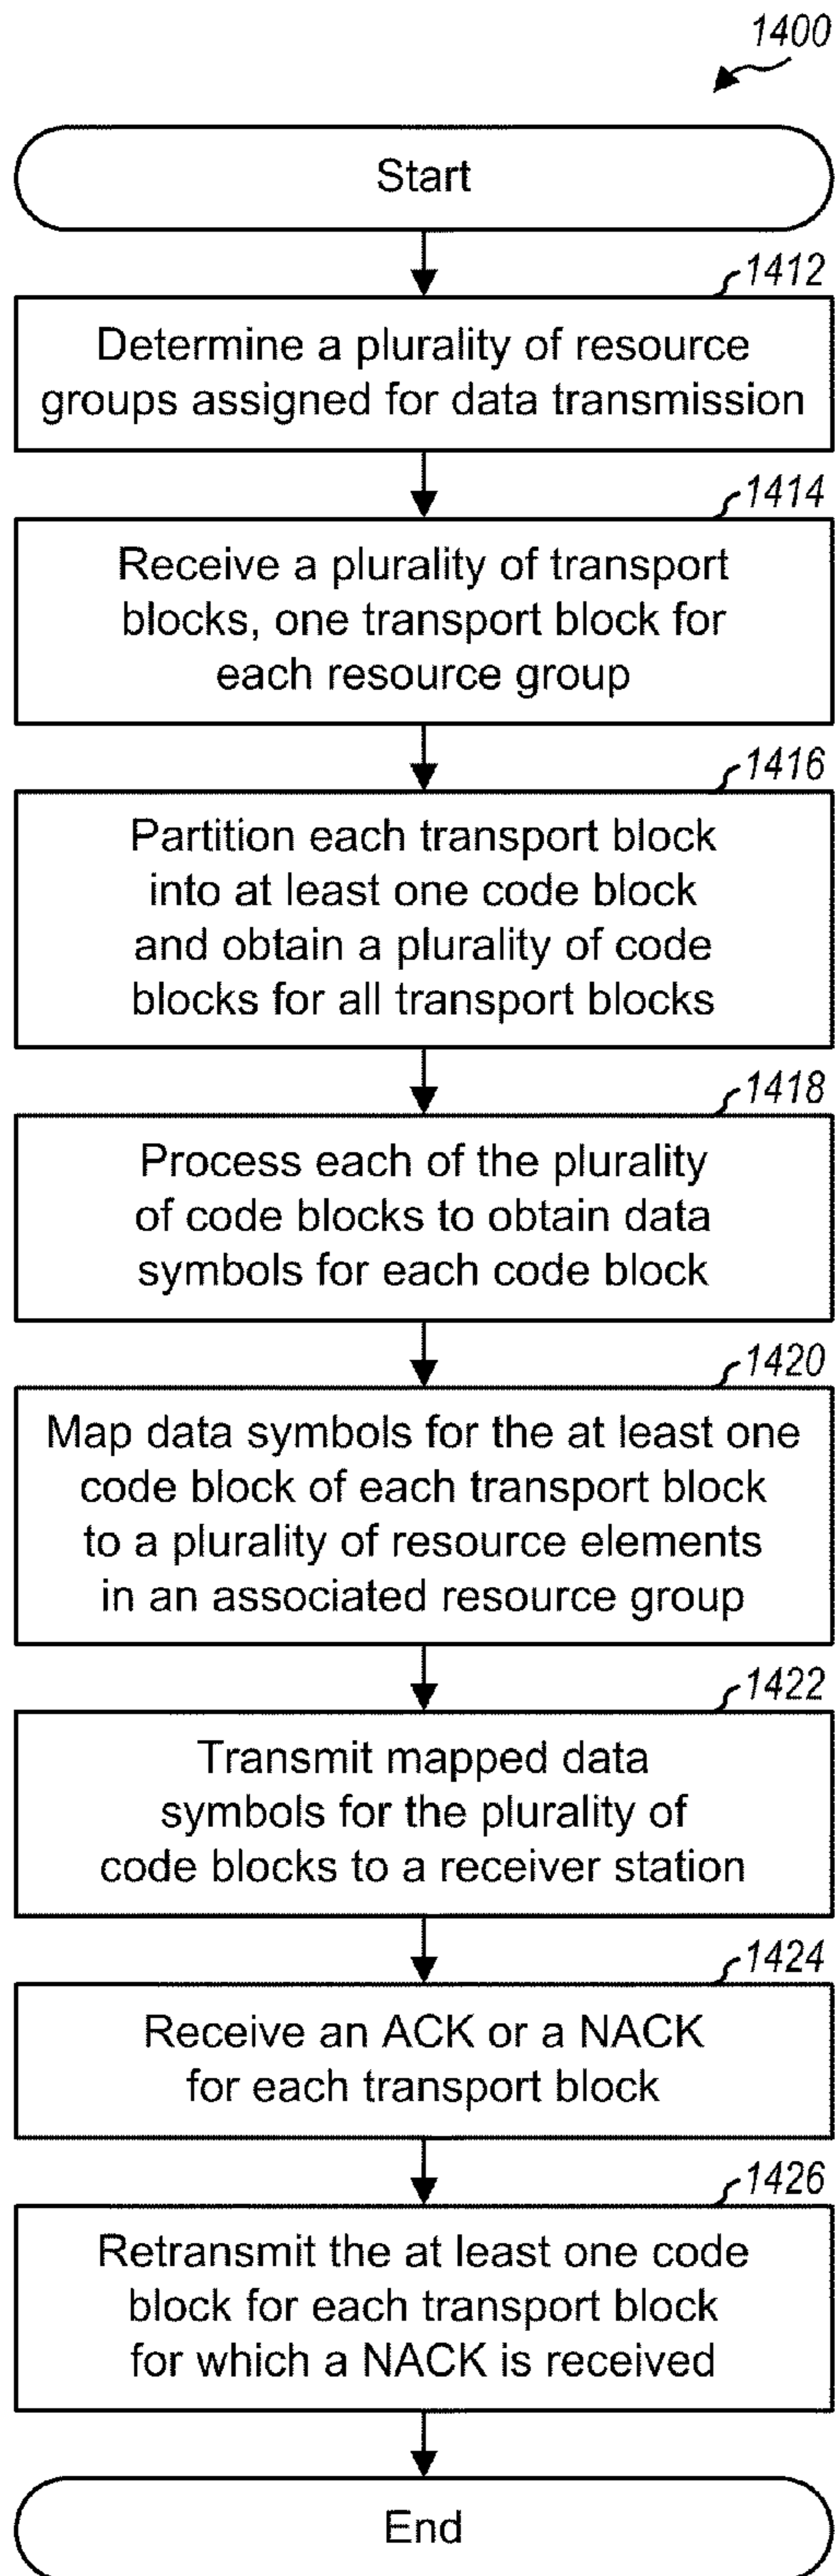 1400
Start
1412
Determine a plurality of resource
groups assigned for data transmission
1414
Receive a plurality of transport
blocks, one transport block for
each resource group
1416
Partition each transport block
into at least one code block
and obtain a plurality of code
blocks for all transport blocks
1418
Process each of the plurality
of code blocks to obtain data
symbols for each code block
1420
Map data symbols for the at least one
code block of each transport block
to a plurality of resource elements
in an associated resource group
1422
Transmit mapped data
symbols for the plurality of
code blocks to a receiver station
1424
Receive an ACK or a NACK
for each transport block
1426
Retransmit the at least one code
block for each transport block
for which a NACK is received
End